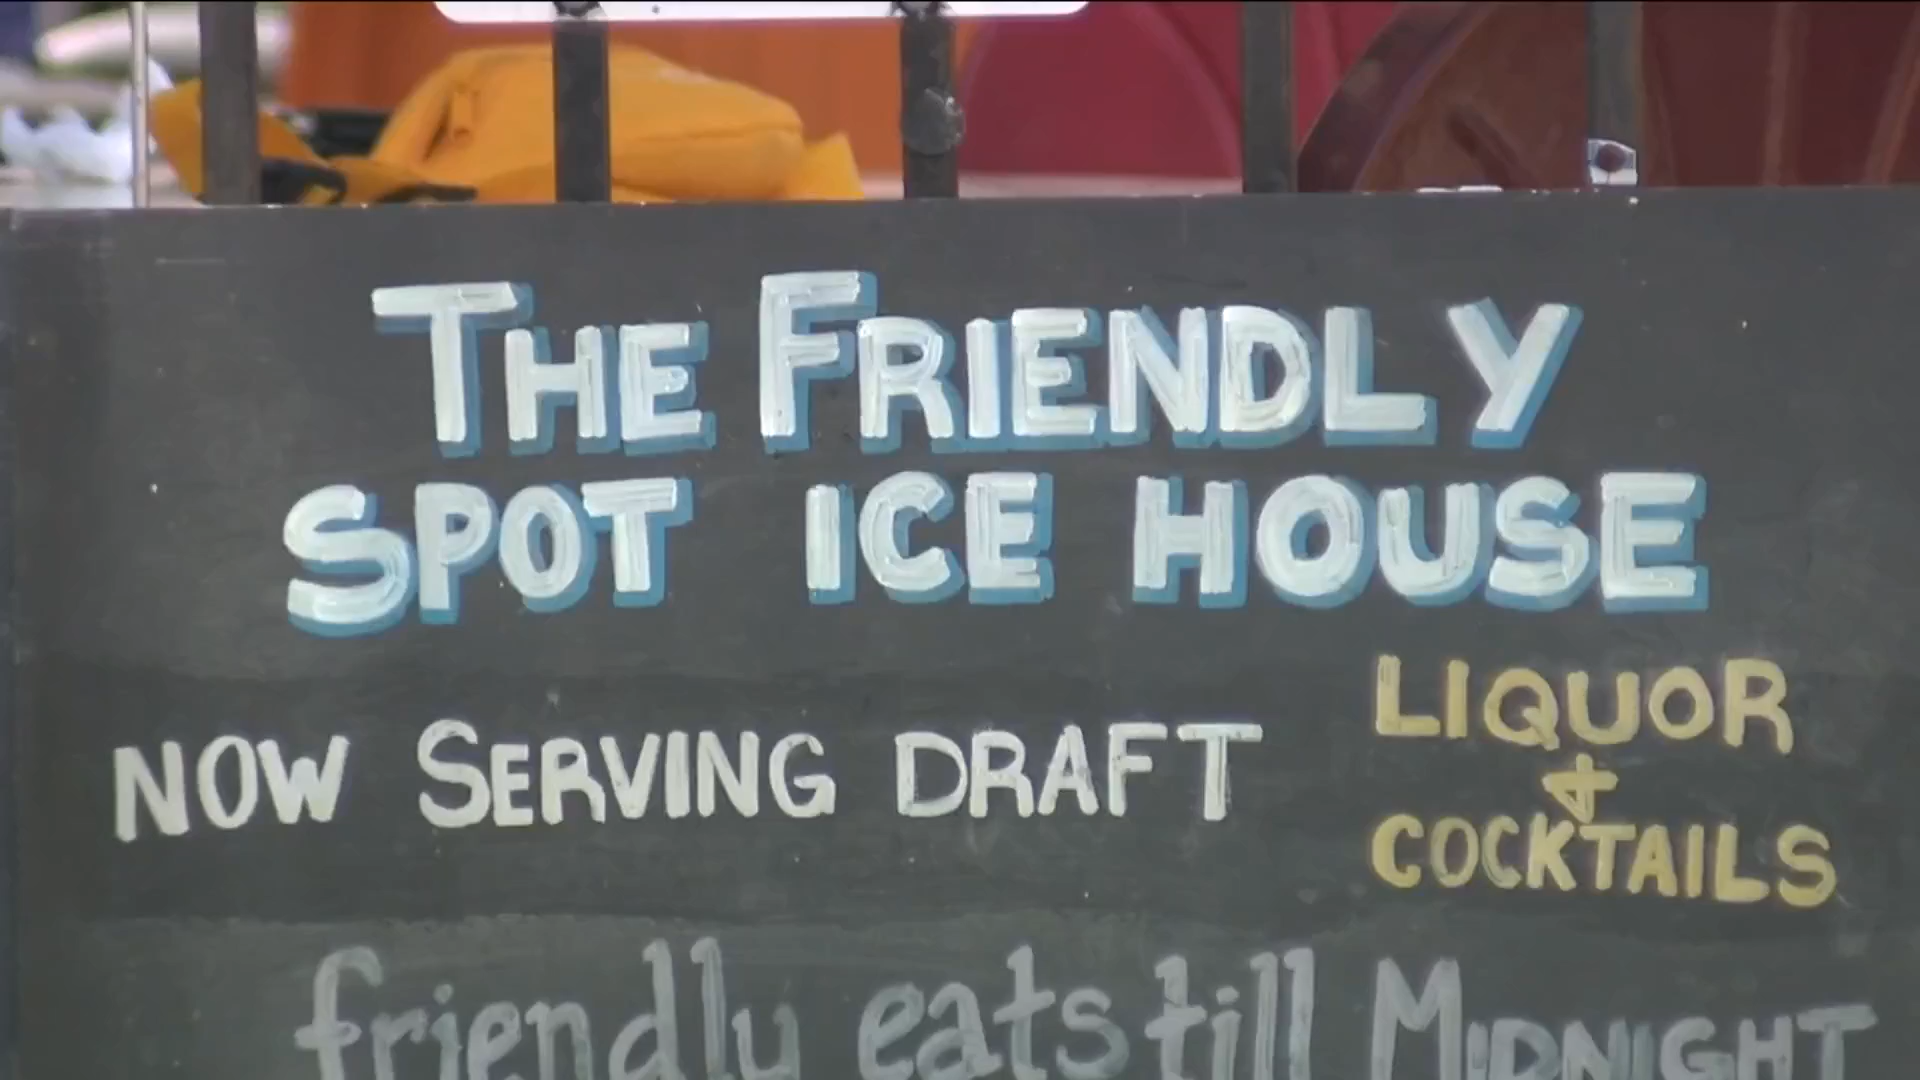 THE FRIENDLY
SPOT ICE HOUSE
NOW SERVING DRAFT
LIQUOR
+
COCKTAILS
friendly eats till MIDNIGHT